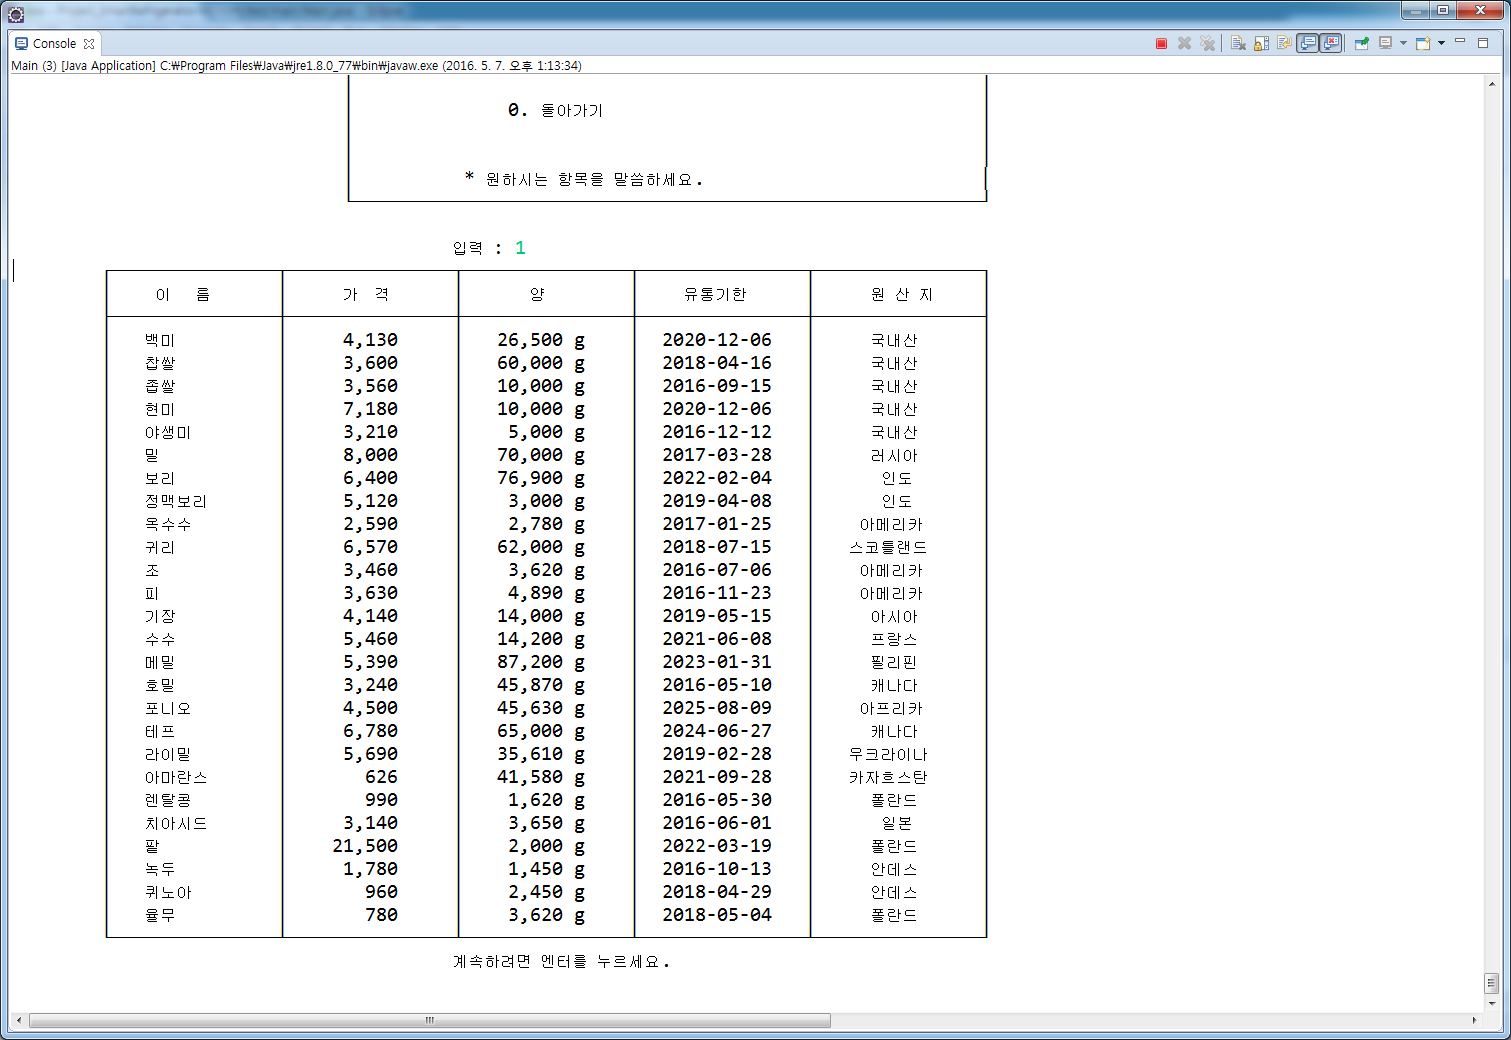 Console
Main (3) [Java Application] C:₩Program Files₩Java₩jre1.8.0_77₩bin₩javaw.exe (2016. 5. 7. 오후 1:13:34)
0. 돌아가기
* 원하시는 항목을 말씀하세요.
입력 : 1
이 름 가 격 양 유통기한 원 산 지
백미 4,130 26,500 g 2020-12-06 국내산
찹쌀 3,600 60,000 g 2018-04-16 국내산
좁쌀 3,560 10,000 g 2016-09-15 국내산
현미 7,180 10,000 g 2020-12-06 국내산
야생미 3,210 5,000 g 2016-12-12 국내산
밀 8,000 70,000 g 2017-03-28 러시아
보리 6,400 76,900 g 2022-02-04 인도
정맥보리 5,120 3,000 g 2019-04-08 인도
옥수수 2,590 2,780 g 2017-01-25 아메리카
귀리 6,570 62,000 g 2018-07-15 스코틀랜드
조 3,460 3,620 g 2016-07-06 아메리카
피 3,630 4,890 g 2016-11-23 아메리카
기장 4,140 14,000 g 2019-05-15 아시아
수수 5,460 14,200 g 2021-06-08 프랑스
메밀 5,390 87,200 g 2023-01-31 필리핀
호밀 3,240 45,870 g 2016-05-10 캐나다
포니오 4,500 45,630 g 2025-08-09 아프리카
테프 6,780 65,000 g 2024-06-27 캐나다
라이밀 5,690 35,610 g 2019-02-28 우크라이나
아마란스 626 41,580 g 2021-09-28 카자흐스탄
렌탈콩 990 1,620 g 2016-05-30 폴란드
치아시드 3,140 3,650 g 2016-06-01 일본
팥 21,500 2,000 g 2022-03-19 폴란드
녹두 1,780 1,450 g 2016-10-13 안데스
퀴노아 960 2,450 g 2018-04-29 안데스
율무 780 3,620 g 2018-05-04 폴란드
계속하려면 엔터를 누르세요.